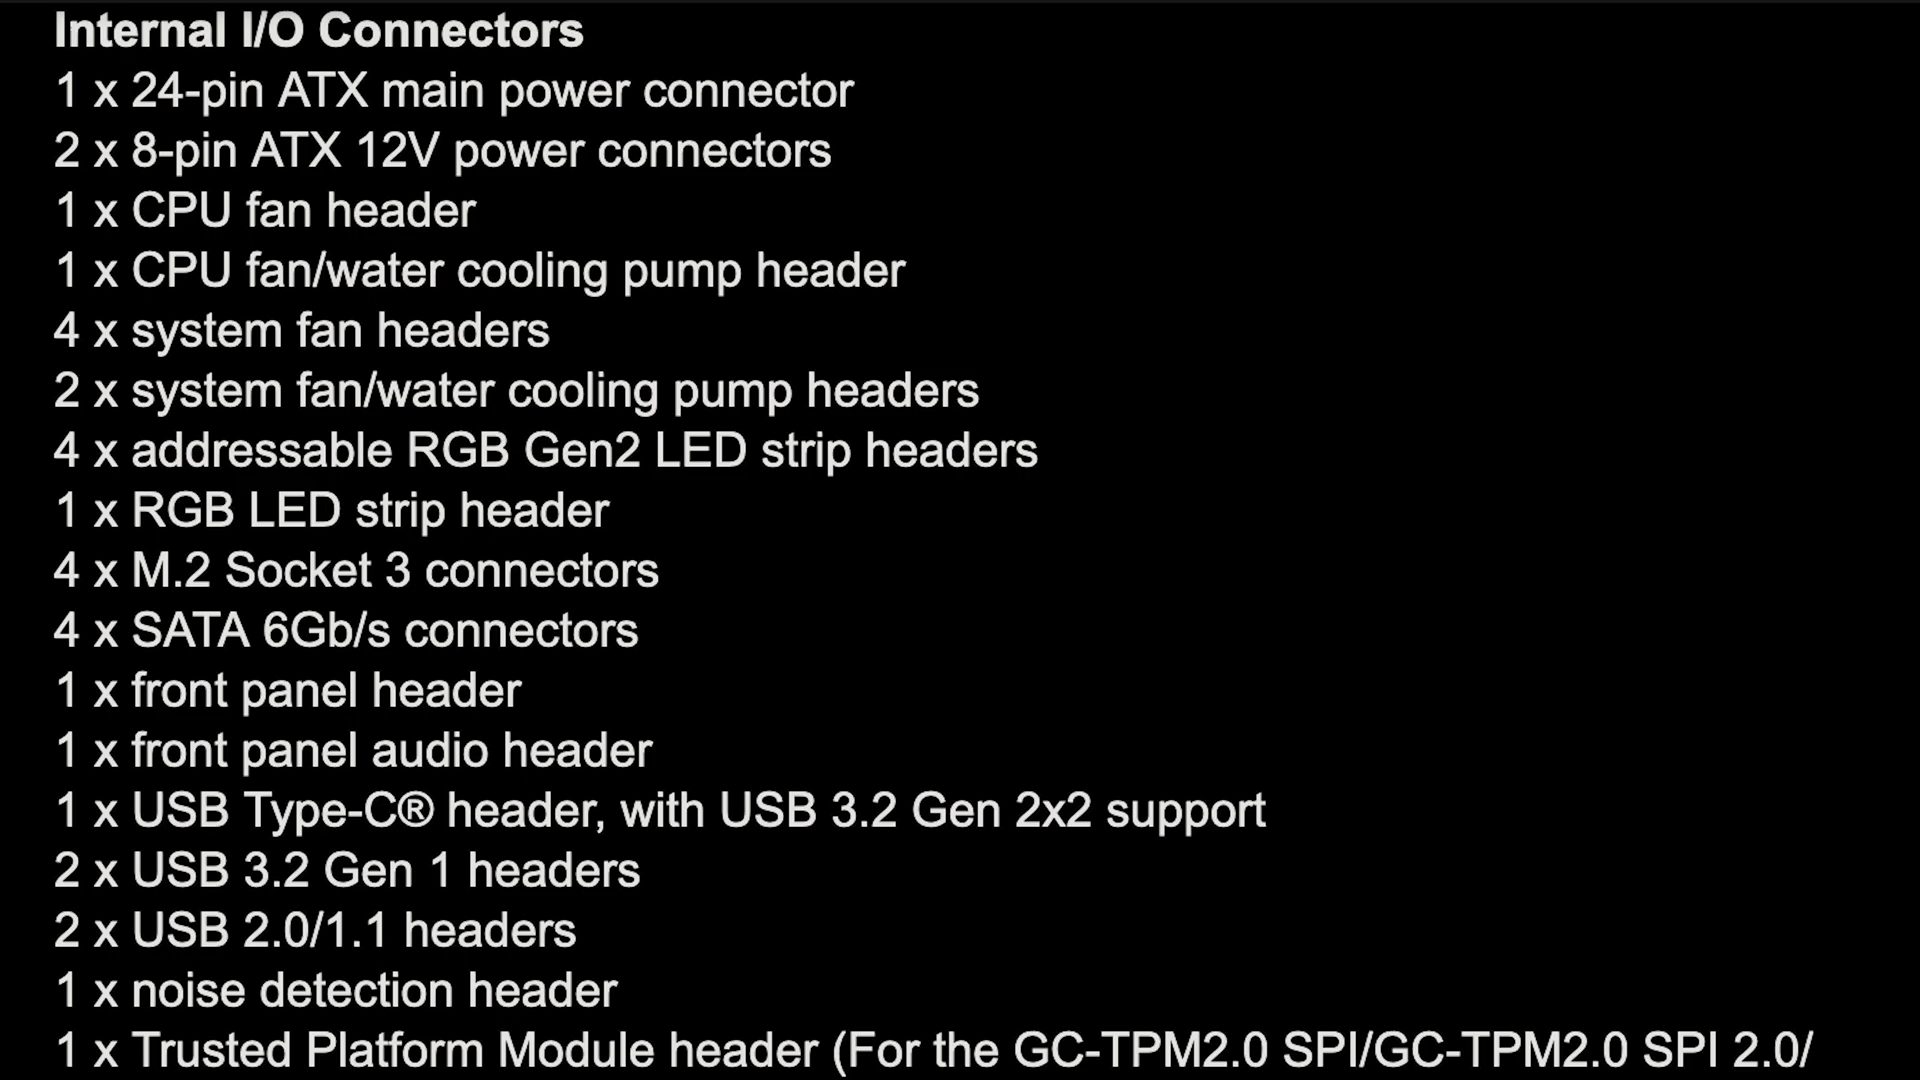 Internal I/O Connectors
1 x 24-pin ATX main power connector
2 x 8-pin ATX 12V power connectors
1 x CPU fan header
1 x CPU fan/water cooling pump header
4 x system fan headers
2 x system fan/water cooling pump headers
4 x addressable RGB Gen2 LED strip headers
1 x RGB LED strip header
4 x M.2 Socket 3 connectors
4 x SATA 6Gb/s connectors
1 x front panel header
1 x front panel audio header
1 x USB Type-C® header, with USB 3.2 Gen 2x2 support
2 x USB 3.2 Gen 1 headers
2 x USB 2.0/1.1 headers
1 x noise detection header
1 x Trusted Platform Module header (For the GC-TPM2.0 SPI/GC-TPM2.0 SPI 2.0/